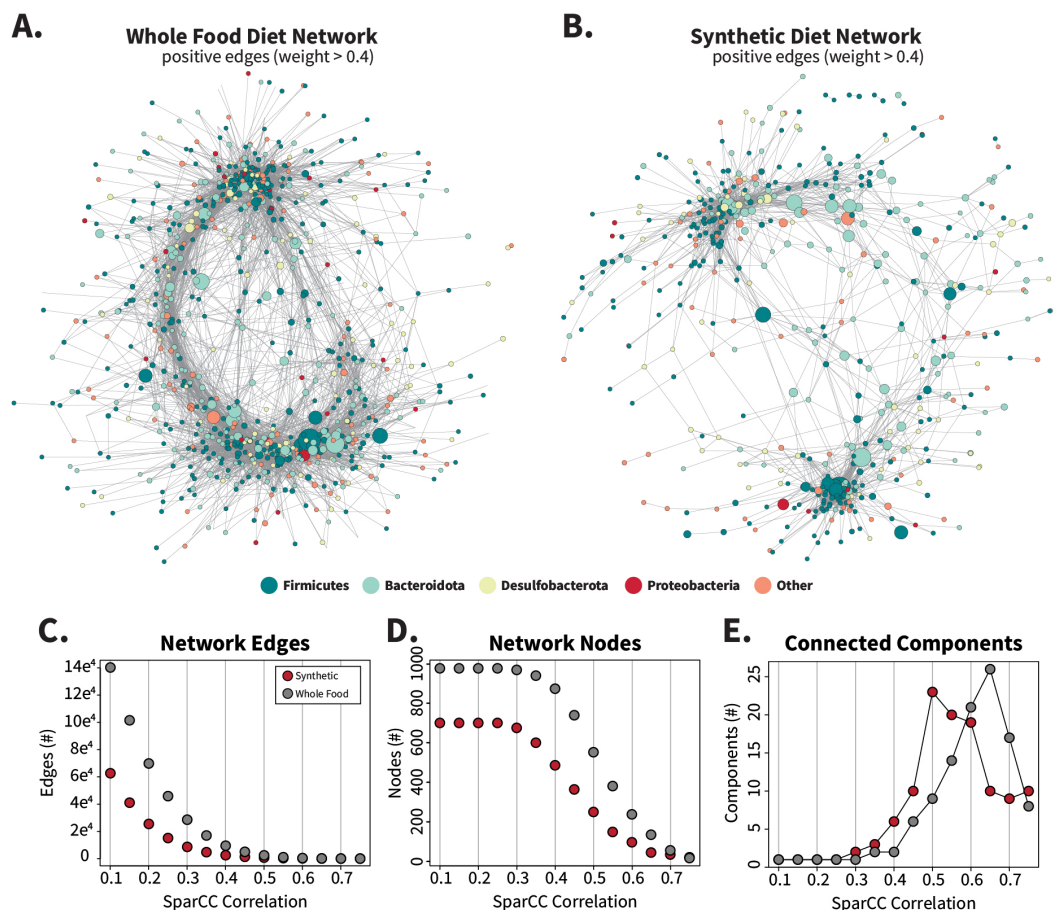 A.
Whole Food Diet Network
positive edges (weight > 0.4)
B.
Synthetic Diet Network
positive edges (weight > 0.4)
Firmicutes Bacteroidota Desulfobacterota Proteobacteria Other
C.
Network Edges
14e⁴
12e⁴
10e⁴
8e⁴
6e⁴
4e⁴
2e⁴
0
Edges (#)
Synthetic
Whole Food
0.1 0.2 0.3 0.4 0.5 0.6 0.7
SparCC Correlation
D.
Network Nodes
1000
800
600
400
200
0
Nodes (#)
0.1 0.2 0.3 0.4 0.5 0.6 0.7
SparCC Correlation
E.
Connected Components
25
20
15
10
5
0
Components (#)
0.1 0.2 0.3 0.4 0.5 0.6 0.7
SparCC Correlation